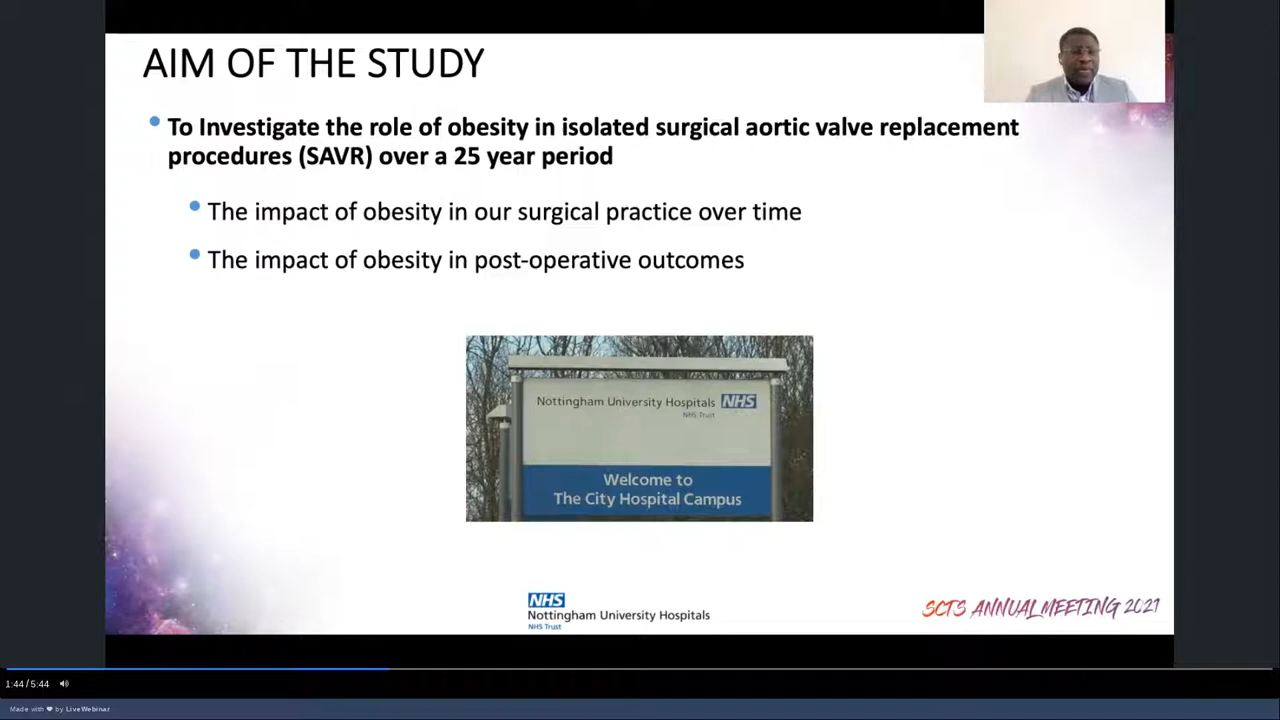 AIM OF THE STUDY
To Investigate the role of obesity in isolated surgical aortic valve replacement
procedures (SAVR) over a 25 year period
The impact of obesity in our surgical practice over time
The impact of obesity in post-operative outcomes
Nottingham University Hospitals NHS
NHS Trust
Welcome to
The City Hospital Campus
NHS
Nottingham University Hospitals
NHS Trust
SCTS ANNUAL MEETING 2021
1:44 / 5:44
Made with ❤ by LiveWebinar